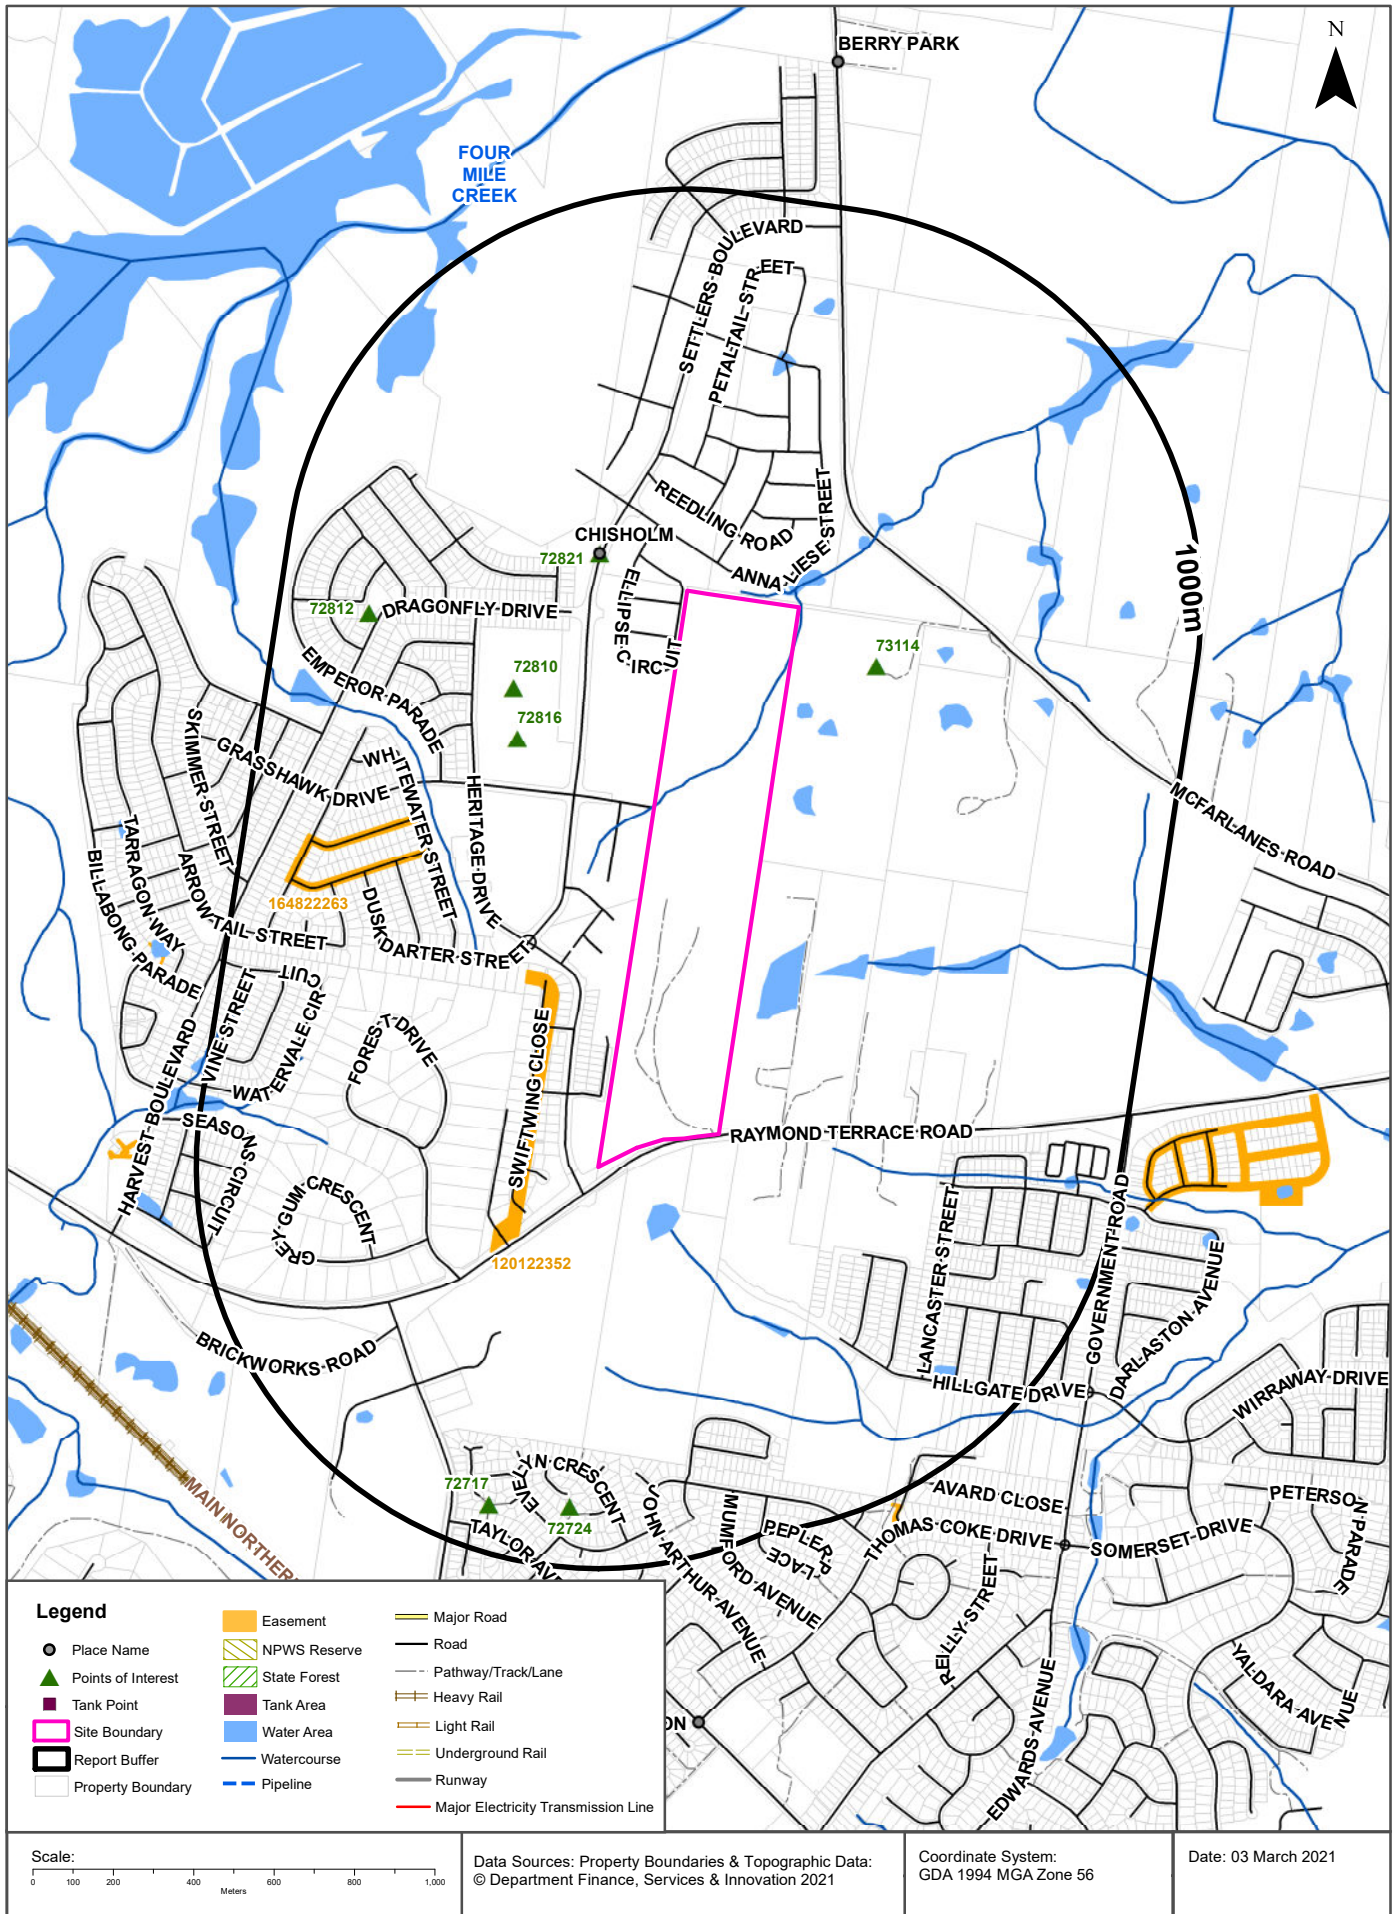 BERRY PARK
N
FOUR
MILE
CREEK
SETTLERS BOULEVARD
PETALTAIL STREET
REEDLING ROAD
ANNALIESE STREET
CHISHOLM
72821
ELLIPSE CIRCUIT
72812
DRAGONFLY DRIVE
1000m
73114
72810
EMPEROR PARADE
72816
SKIMMER STREET
GRASSHAWK DRIVE
WHITEWATER STREET
HERITAGE DRIVE
MCFARLANES ROAD
TARRAGON WAY
BILLABONG PARADE
ARROWTAIL STREET
164822263
DUSKDARTER STREET
VINE STREET
WATERVALE CIRCUIT
FOREST DRIVE
SWIFTWING CLOSE
HARVEST BOULEVARD
SEASONS CIRCUIT
RAYMOND TERRACE ROAD
GREY GUM CRESCENT
120122352
LANCASTER STREET
GOVERNMENT ROAD
DARLASTON AVENUE
BRICKWORKS ROAD
HILLGATE DRIVE
WIRRAWAY DRIVE
72717
EVELYN CRESCENT
72724
TAYLOR AVE
JOHN ARTHUR AVENUE
MUMFORD AVENUE
PEPLER PLACE
AVARD CLOSE
THOMAS COKE DRIVE
SOMERSET DRIVE
PETERSON PARADE
REILLY STREET
YALDARA AVENUE
EDWARDS AVENUE
MAIN NORTHERN
ON
Legend
Place Name
Points of Interest
Tank Point
Site Boundary
Report Buffer
Property Boundary
Easement
NPWS Reserve
State Forest
Tank Area
Water Area
Watercourse
Pipeline
Major Road
Road
Pathway/Track/Lane
Heavy Rail
Light Rail
Underground Rail
Runway
Major Electricity Transmission Line
Scale:
0 100 200 400 600 800 1,000
Meters
Data Sources: Property Boundaries & Topographic Data:
© Department Finance, Services & Innovation 2021
Coordinate System:
GDA 1994 MGA Zone 56
Date: 03 March 2021